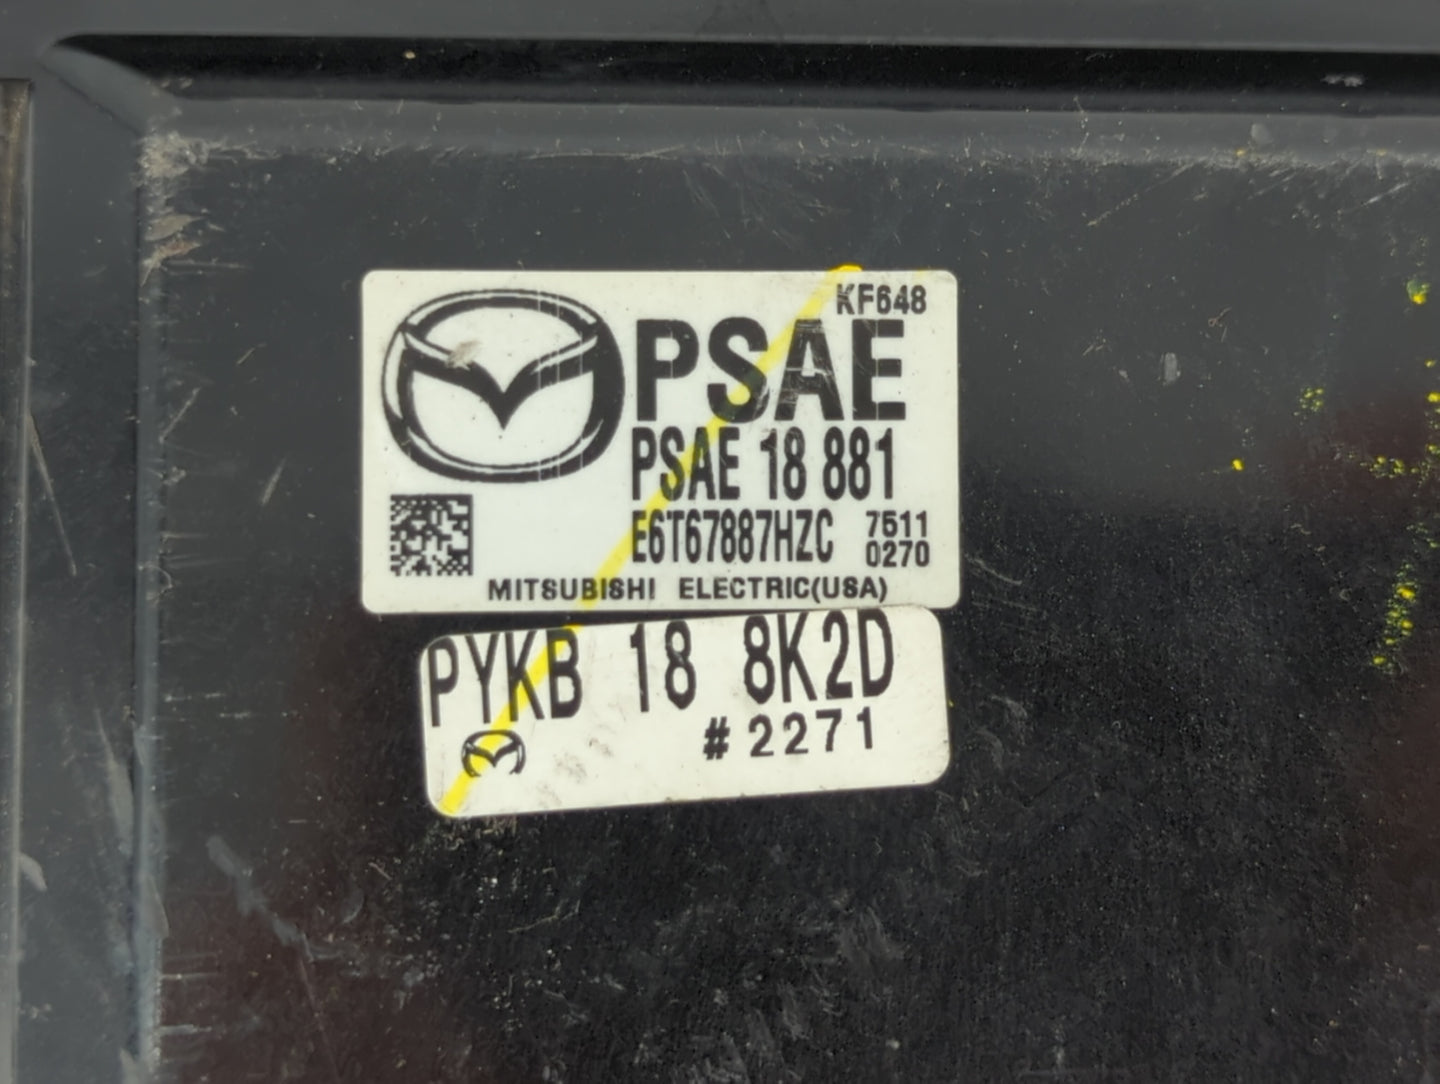 KF648
PSAE
PSAE 18 881
E6T67887HZC 7511
0270
MITSUBISHI ELECTRIC(USA)
PYKB 18 8K2D
#2271